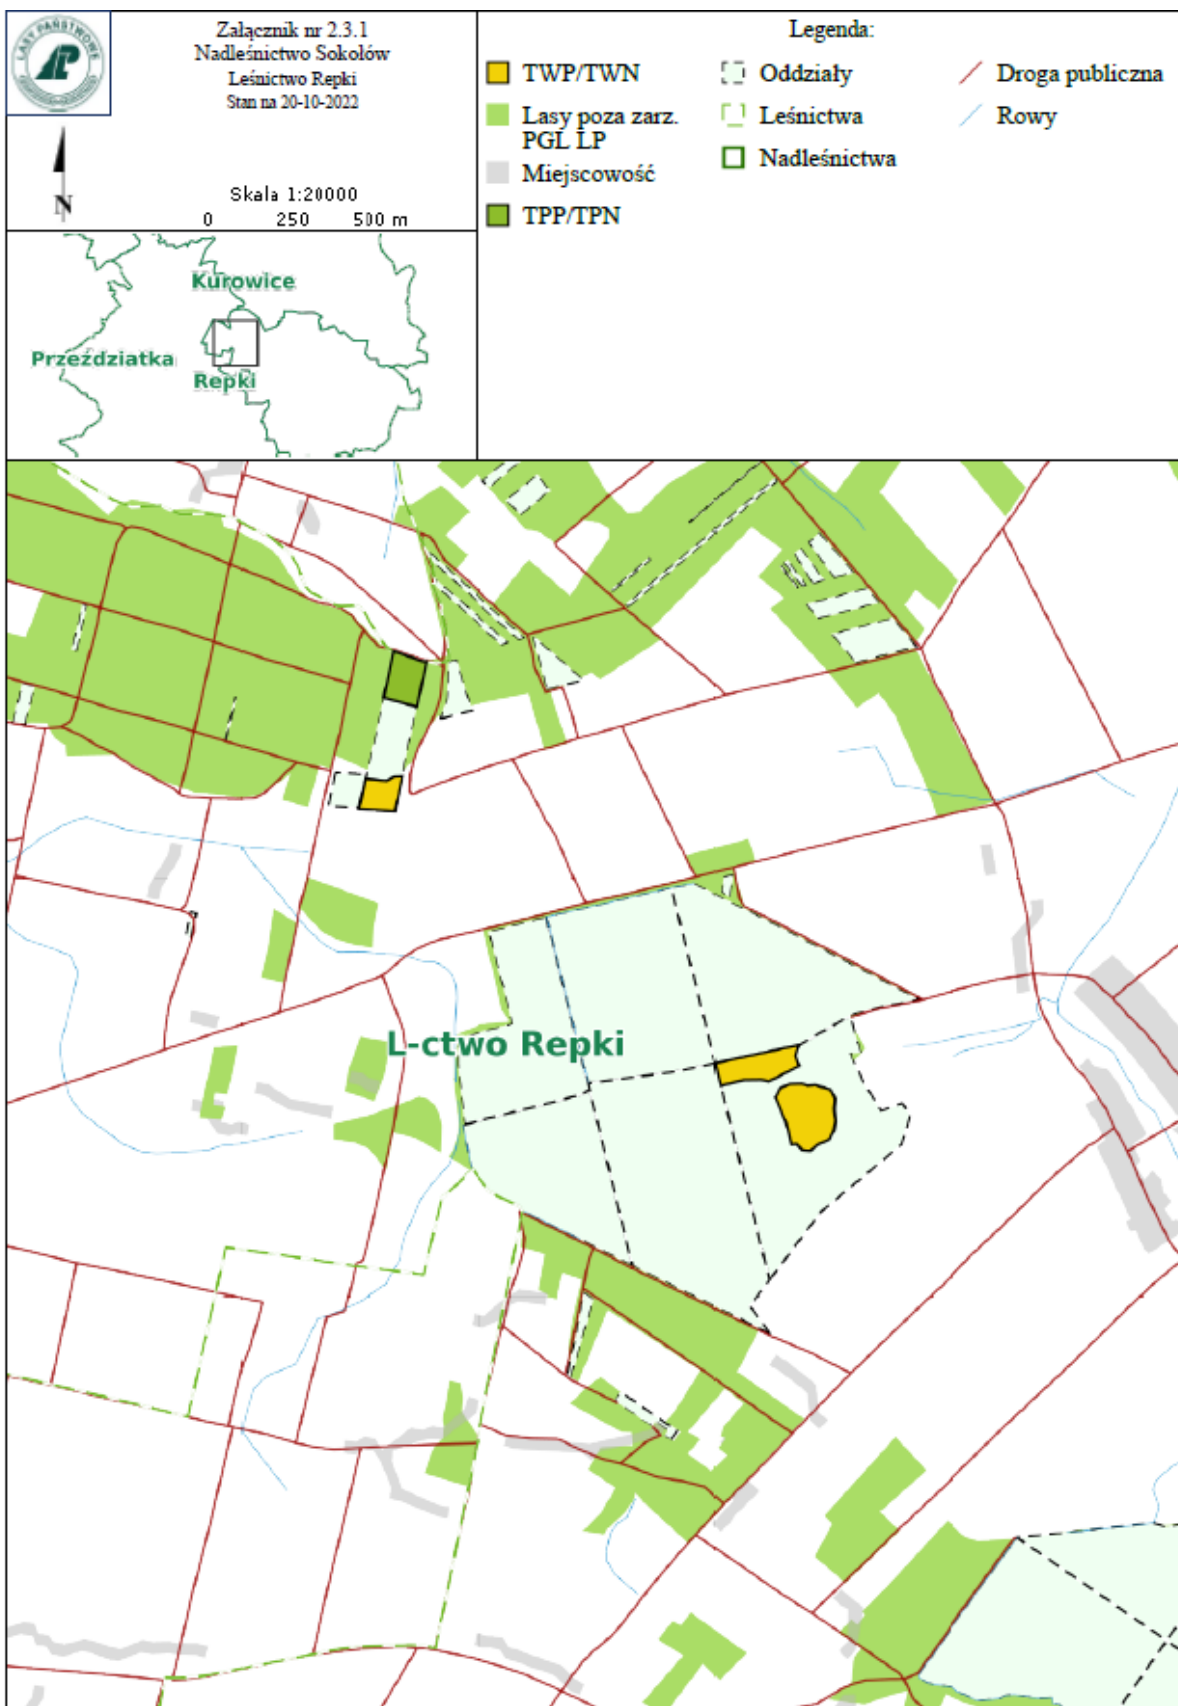 LASY PAŃSTWOWE
Załącznik nr 2.3.1
Nadleśnictwo Sokołów
Leśnictwo Repki
Stan na 20-10-2022
N
Skala 1:20000
0 250 500 m
Kurowice
Przeździatka
Repki
Legenda:
TWP/TWN
Lasy poza zarz.
PGL LP
Miejscowość
TPP/TPN
Oddziały
Leśnictwa
Nadleśnictwa
Droga publiczna
Rowy
L-ctwo Repki